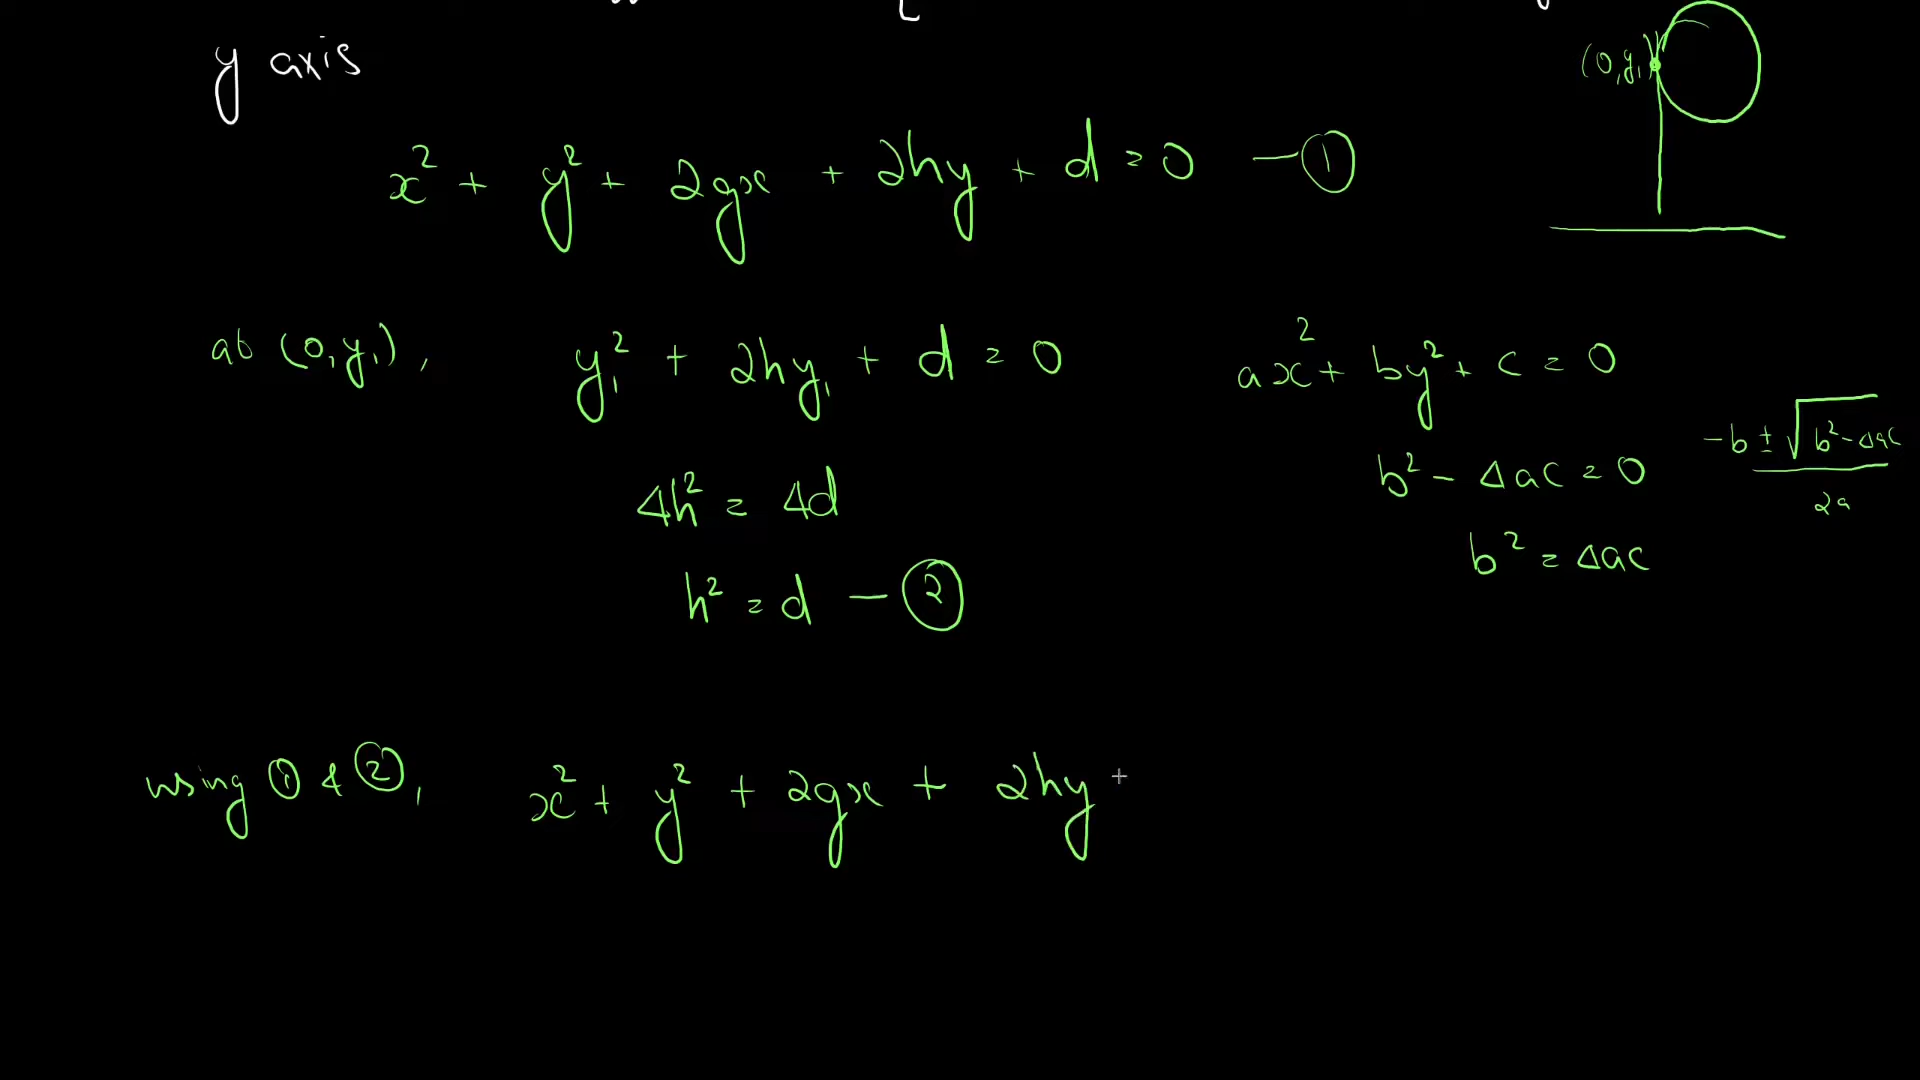 y axis
(0, y₁)
x² + y² + 2gx + 2hy + d = 0 — ①
at (0, y₁), y₁² + 2hy₁ + d = 0
4h² = 4d
h² = d — ②
ax² + by² + c = 0
b² - 4ac = 0
b² = 4ac
-b ± √b² - 4ac
2a
using ① & ②, x² + y² + 2gx + 2hy +